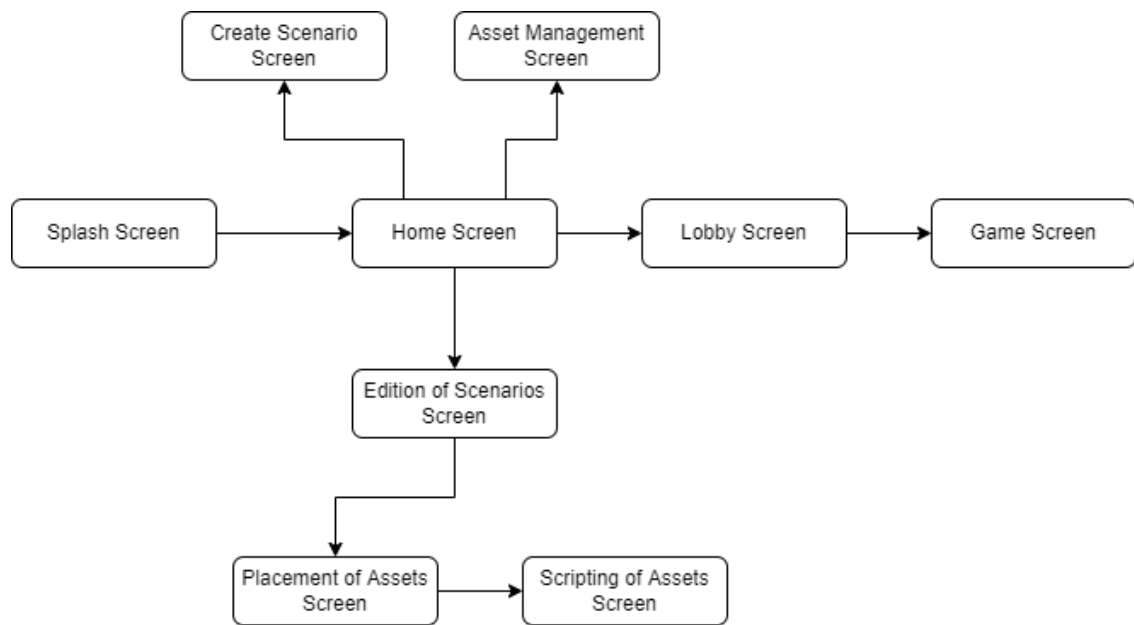 Create Scenario
Screen
Asset Management
Screen
Splash Screen
Home Screen
Lobby Screen
Game Screen
Edition of Scenarios
Screen
Placement of Assets
Screen
Scripting of Assets
Screen